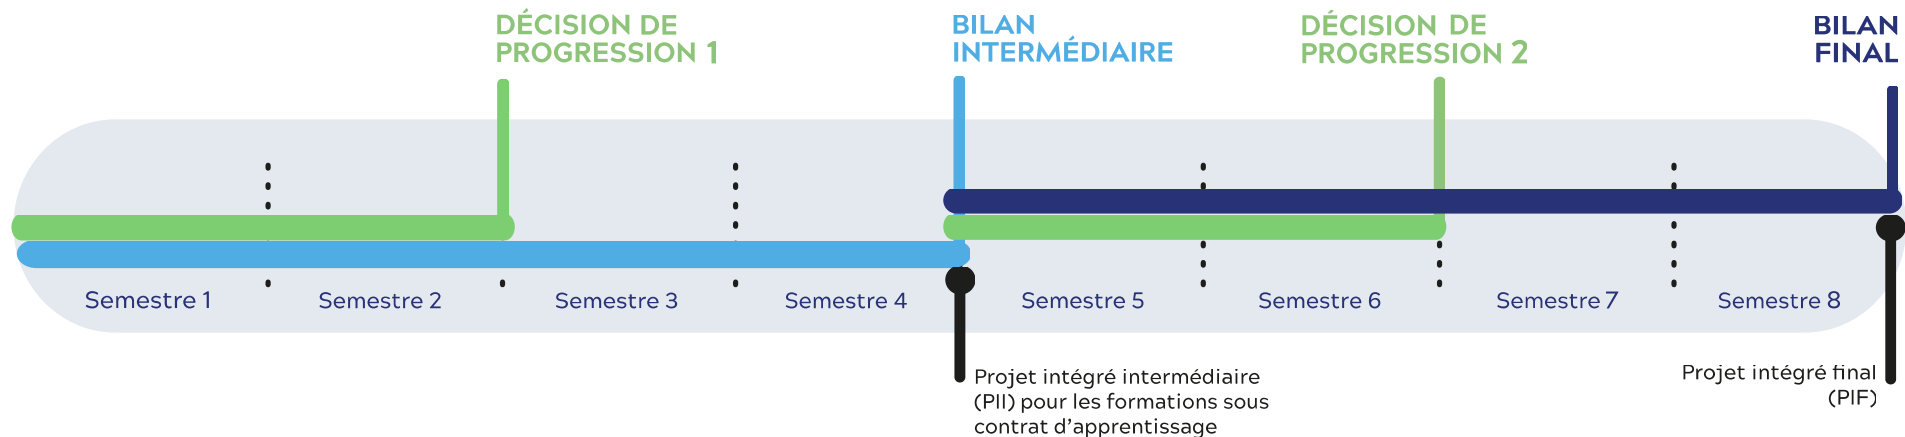 DÉCISION DE
PROGRESSION 1
BILAN
INTERMÉDIAIRE
DÉCISION DE
PROGRESSION 2
BILAN
FINAL
Semestre 1
Semestre 2
Semestre 3
Semestre 4
Semestre 5
Semestre 6
Semestre 7
Semestre 8
Projet intégré intermédiaire
(PII) pour les formations sous
contrat d'apprentissage
Projet intégré final
(PIF)